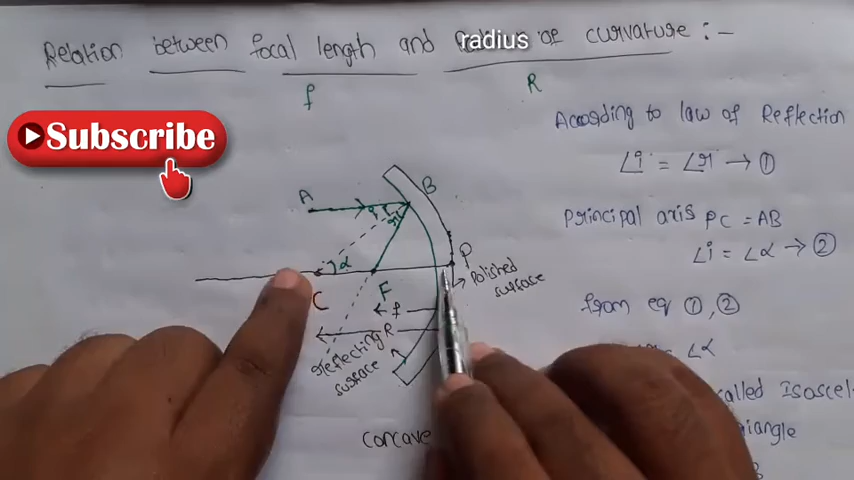 Relation between focal length and radius of curvature :-
f
R
Subscribe
According to law of Reflection
∠i = ∠r → ①
principal axis PC = AB
∠i = ∠α → ②
from eq ①, ②
∠α
called Isoscel
A
B
i
r
α
P
Polished
surface
C
F
f
R
reflecting
surface
concave